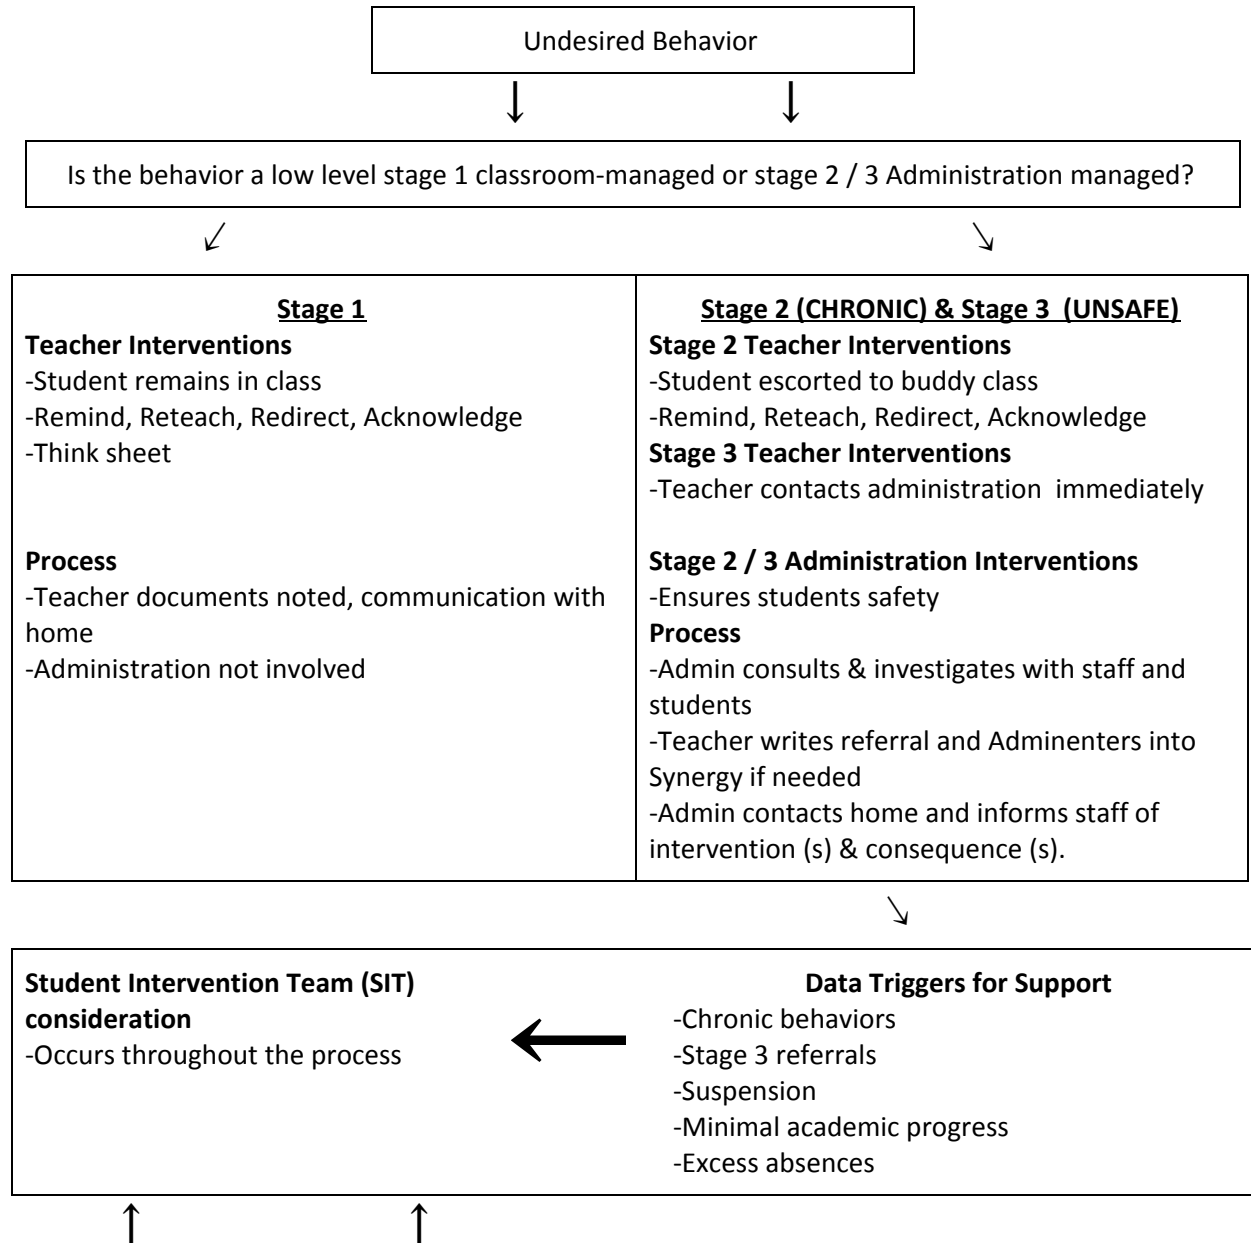 Undesired Behavior
Is the behavior a low level stage 1 classroom-managed or stage 2 / 3 Administration managed?
Stage 1
Teacher Interventions
-Student remains in class
-Remind, Reteach, Redirect, Acknowledge
-Think sheet
Process
-Teacher documents noted, communication with
home
-Administration not involved
Stage 2 (CHRONIC) & Stage 3  (UNSAFE)
Stage 2 Teacher Interventions
-Student escorted to buddy class
-Remind, Reteach, Redirect, Acknowledge
Stage 3 Teacher Interventions
-Teacher contacts administration  immediately
Stage 2 / 3 Administration Interventions
-Ensures students safety
Process
-Admin consults & investigates with staff and
students
-Teacher writes referral and Adminenters into
Synergy if needed
-Admin contacts home and informs staff of
intervention (s) & consequence (s).
Student Intervention Team (SIT)
consideration
-Occurs throughout the process
Data Triggers for Support
-Chronic behaviors
-Stage 3 referrals
-Suspension
-Minimal academic progress
-Excess absences